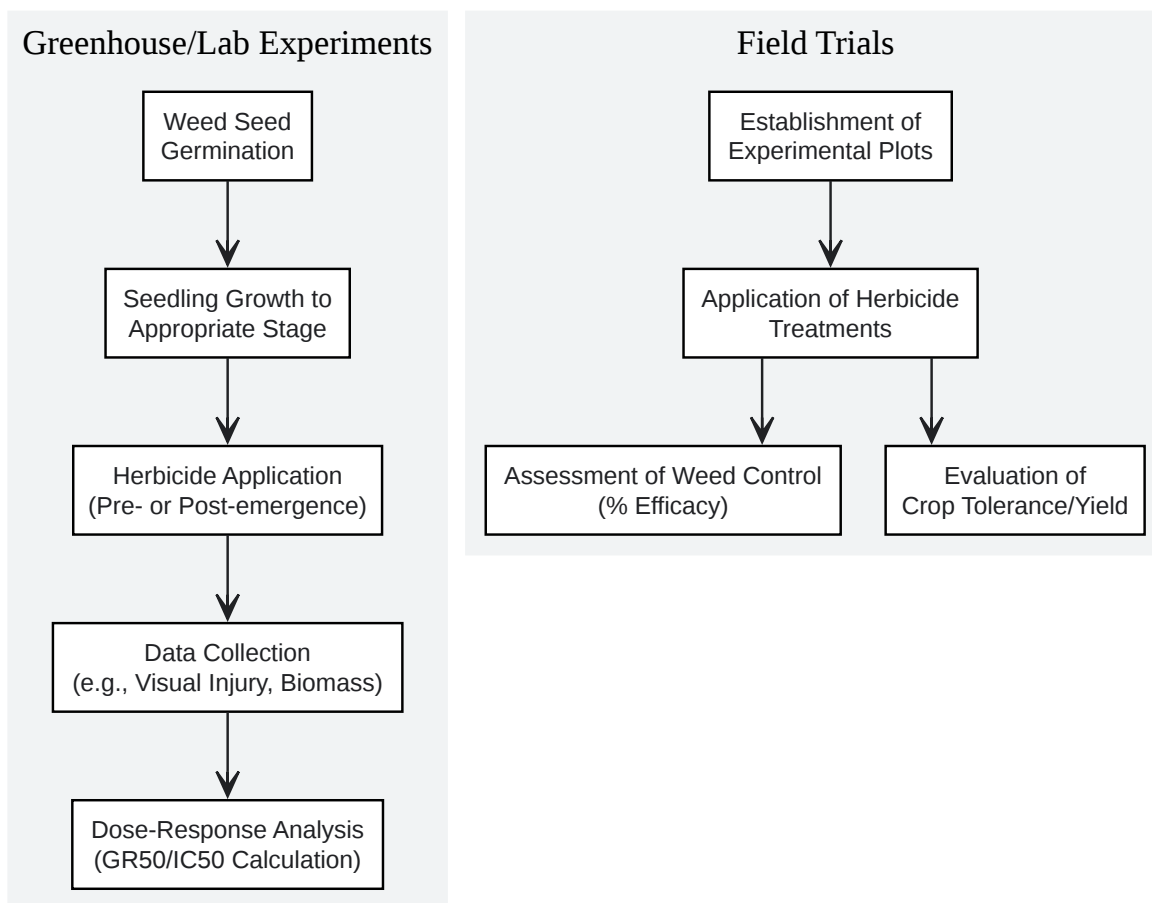 Greenhouse/Lab Experiments
Weed Seed
Germination
Seedling Growth to
Appropriate Stage
Herbicide Application
(Pre- or Post-emergence)
Data Collection
(e.g., Visual Injury, Biomass)
Dose-Response Analysis
(GR50/IC50 Calculation)
Field Trials
Establishment of
Experimental Plots
Application of Herbicide
Treatments
Assessment of Weed Control
(% Efficacy)
Evaluation of
Crop Tolerance/Yield